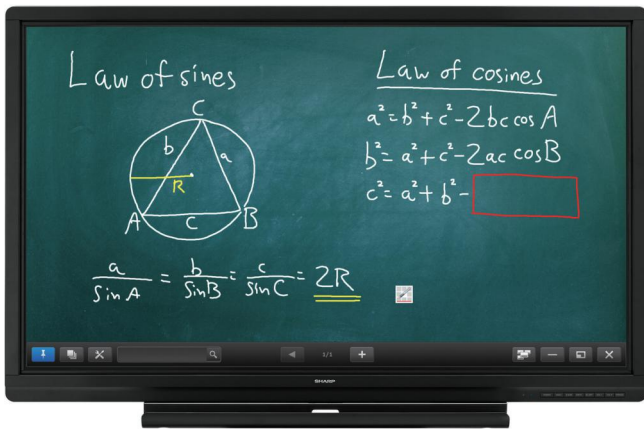 Law of sines
C
b
a
R
A
c
B
a/sin A = b/sin B = c/sin C = 2R
Law of cosines
a² = b² + c² - 2bc cos A
b² = a² + c² - 2ac cos B
c² = a² + b² -
1/1
SHARP